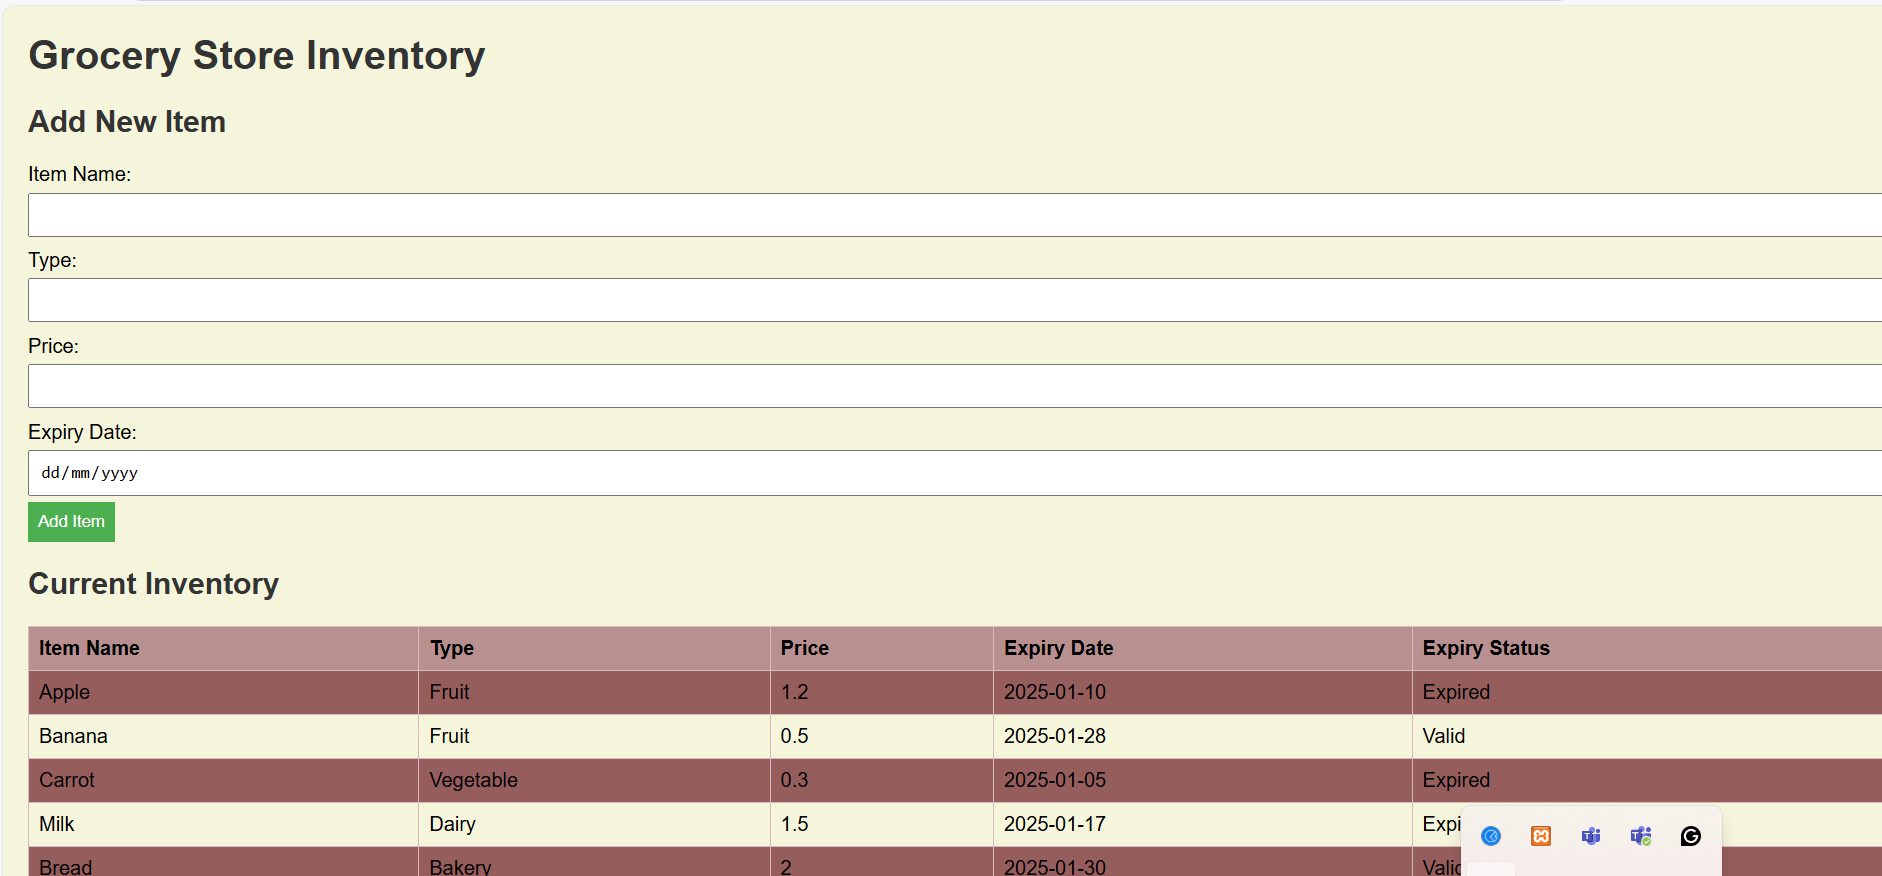 Grocery Store Inventory
Add New Item
Item Name:
Type:
Price:
Expiry Date:
dd/mm/yyyy
Add Item
Current Inventory
Item Name Type Price Expiry Date Expiry Status
Apple Fruit 1.2 2025-01-10 Expired
Banana Fruit 0.5 2025-01-28 Valid
Carrot Vegetable 0.3 2025-01-05 Expired
Milk Dairy 1.5 2025-01-17 Expi
Bread Bakery 2 2025-01-30 Valid